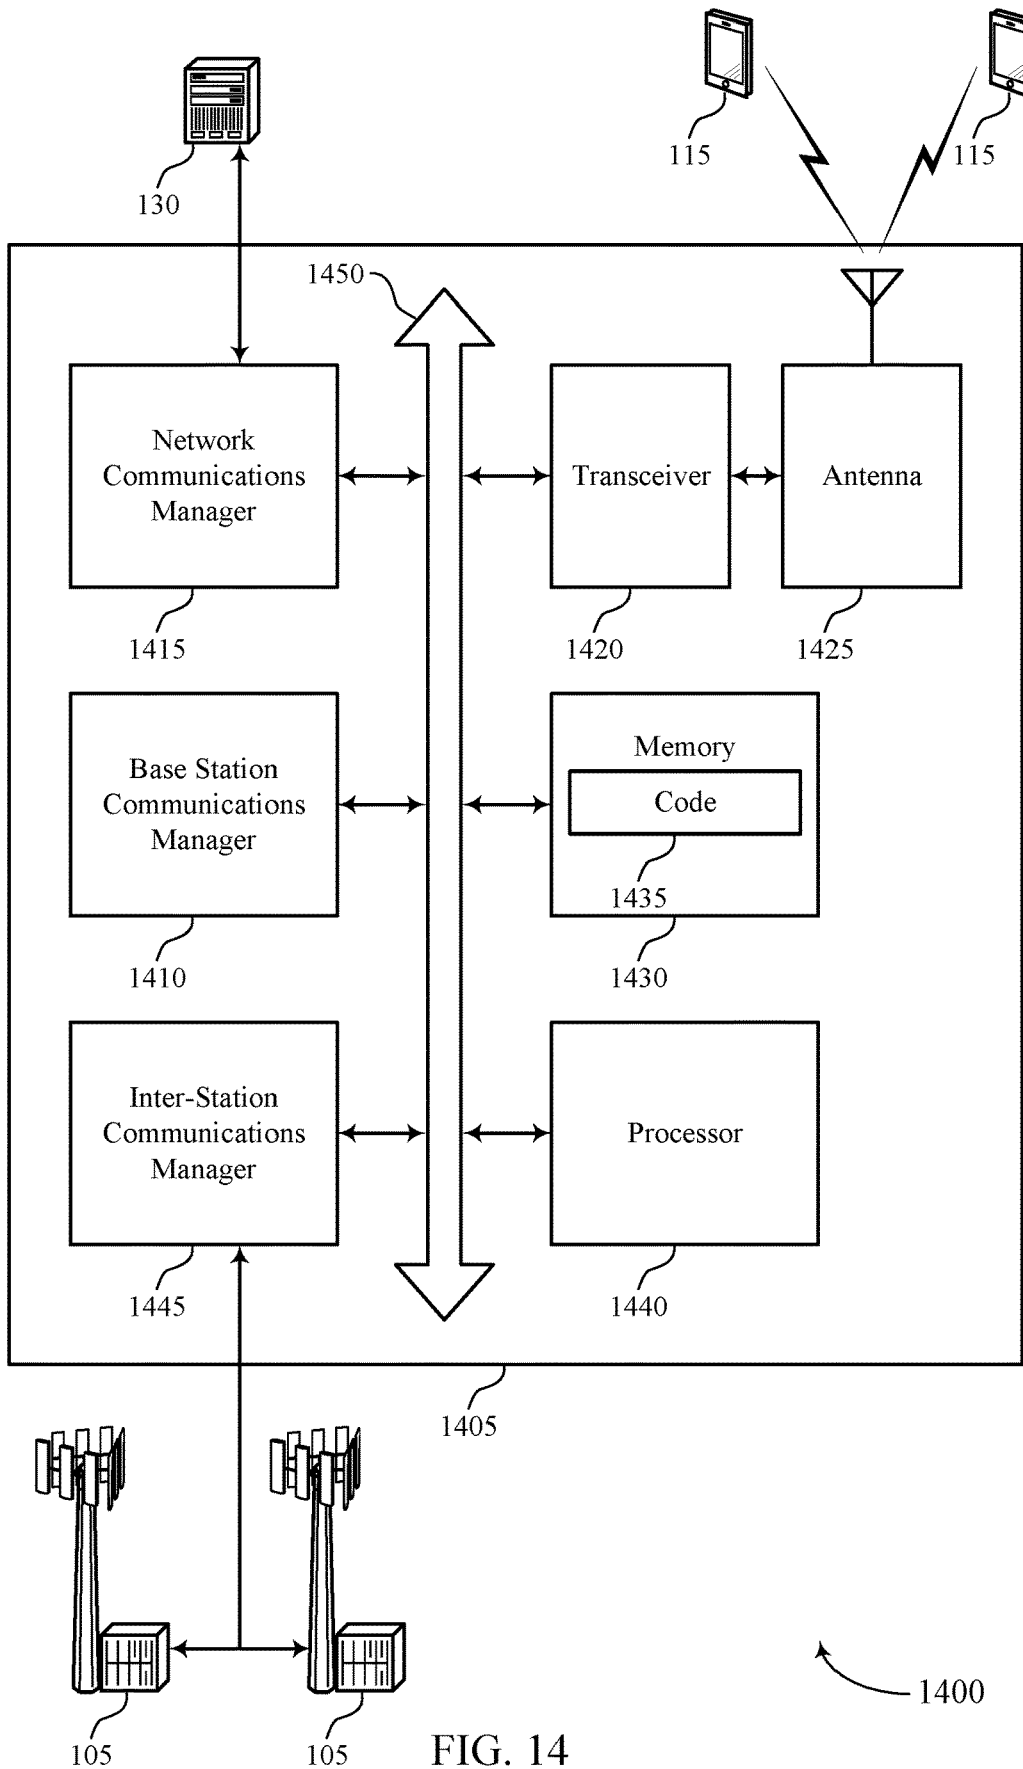 130
115
115
1450
Network
Communications
Manager
Transceiver
Antenna
1415
1420
1425
Base Station
Communications
Manager
Memory
Code
1435
1410
1430
Inter-Station
Communications
Manager
Processor
1445
1440
1405
105
105
1400
FIG. 14